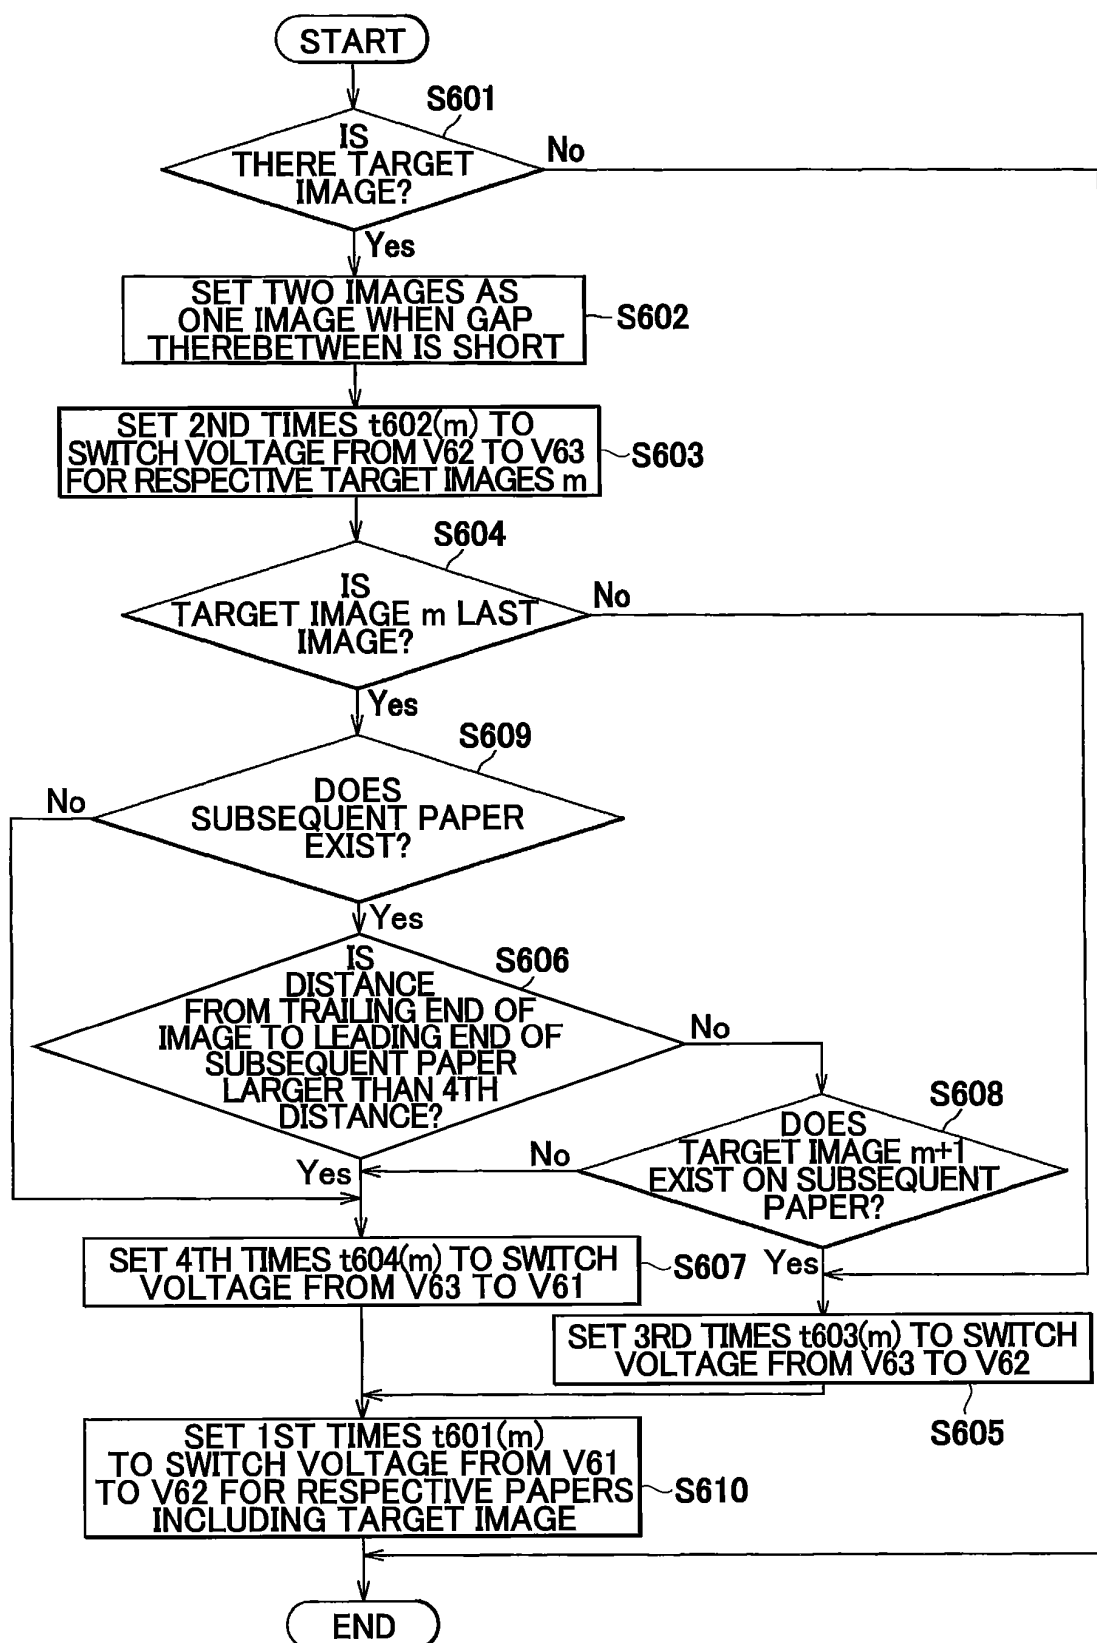 START
S601
IS
THERE TARGET
IMAGE?
No
Yes
SET TWO IMAGES AS
ONE IMAGE WHEN GAP
THEREBETWEEN IS SHORT
S602
SET 2ND TIMES t602(m) TO
SWITCH VOLTAGE FROM V62 TO V63
FOR RESPECTIVE TARGET IMAGES m
S603
S604
IS
TARGET IMAGE m LAST
IMAGE?
No
Yes
S609
DOES
SUBSEQUENT PAPER
EXIST?
No
Yes
S606
IS
DISTANCE
FROM TRAILING END OF
IMAGE TO LEADING END OF
SUBSEQUENT PAPER
LARGER THAN 4TH
DISTANCE?
No
Yes
S608
DOES
TARGET IMAGE m+1
EXIST ON SUBSEQUENT
PAPER?
No
Yes
SET 4TH TIMES t604(m) TO SWITCH
VOLTAGE FROM V63 TO V61
S607
SET 3RD TIMES t603(m) TO SWITCH
VOLTAGE FROM V63 TO V62
S605
SET 1ST TIMES t601(m)
TO SWITCH VOLTAGE FROM V61
TO V62 FOR RESPECTIVE PAPERS
INCLUDING TARGET IMAGE
S610
END